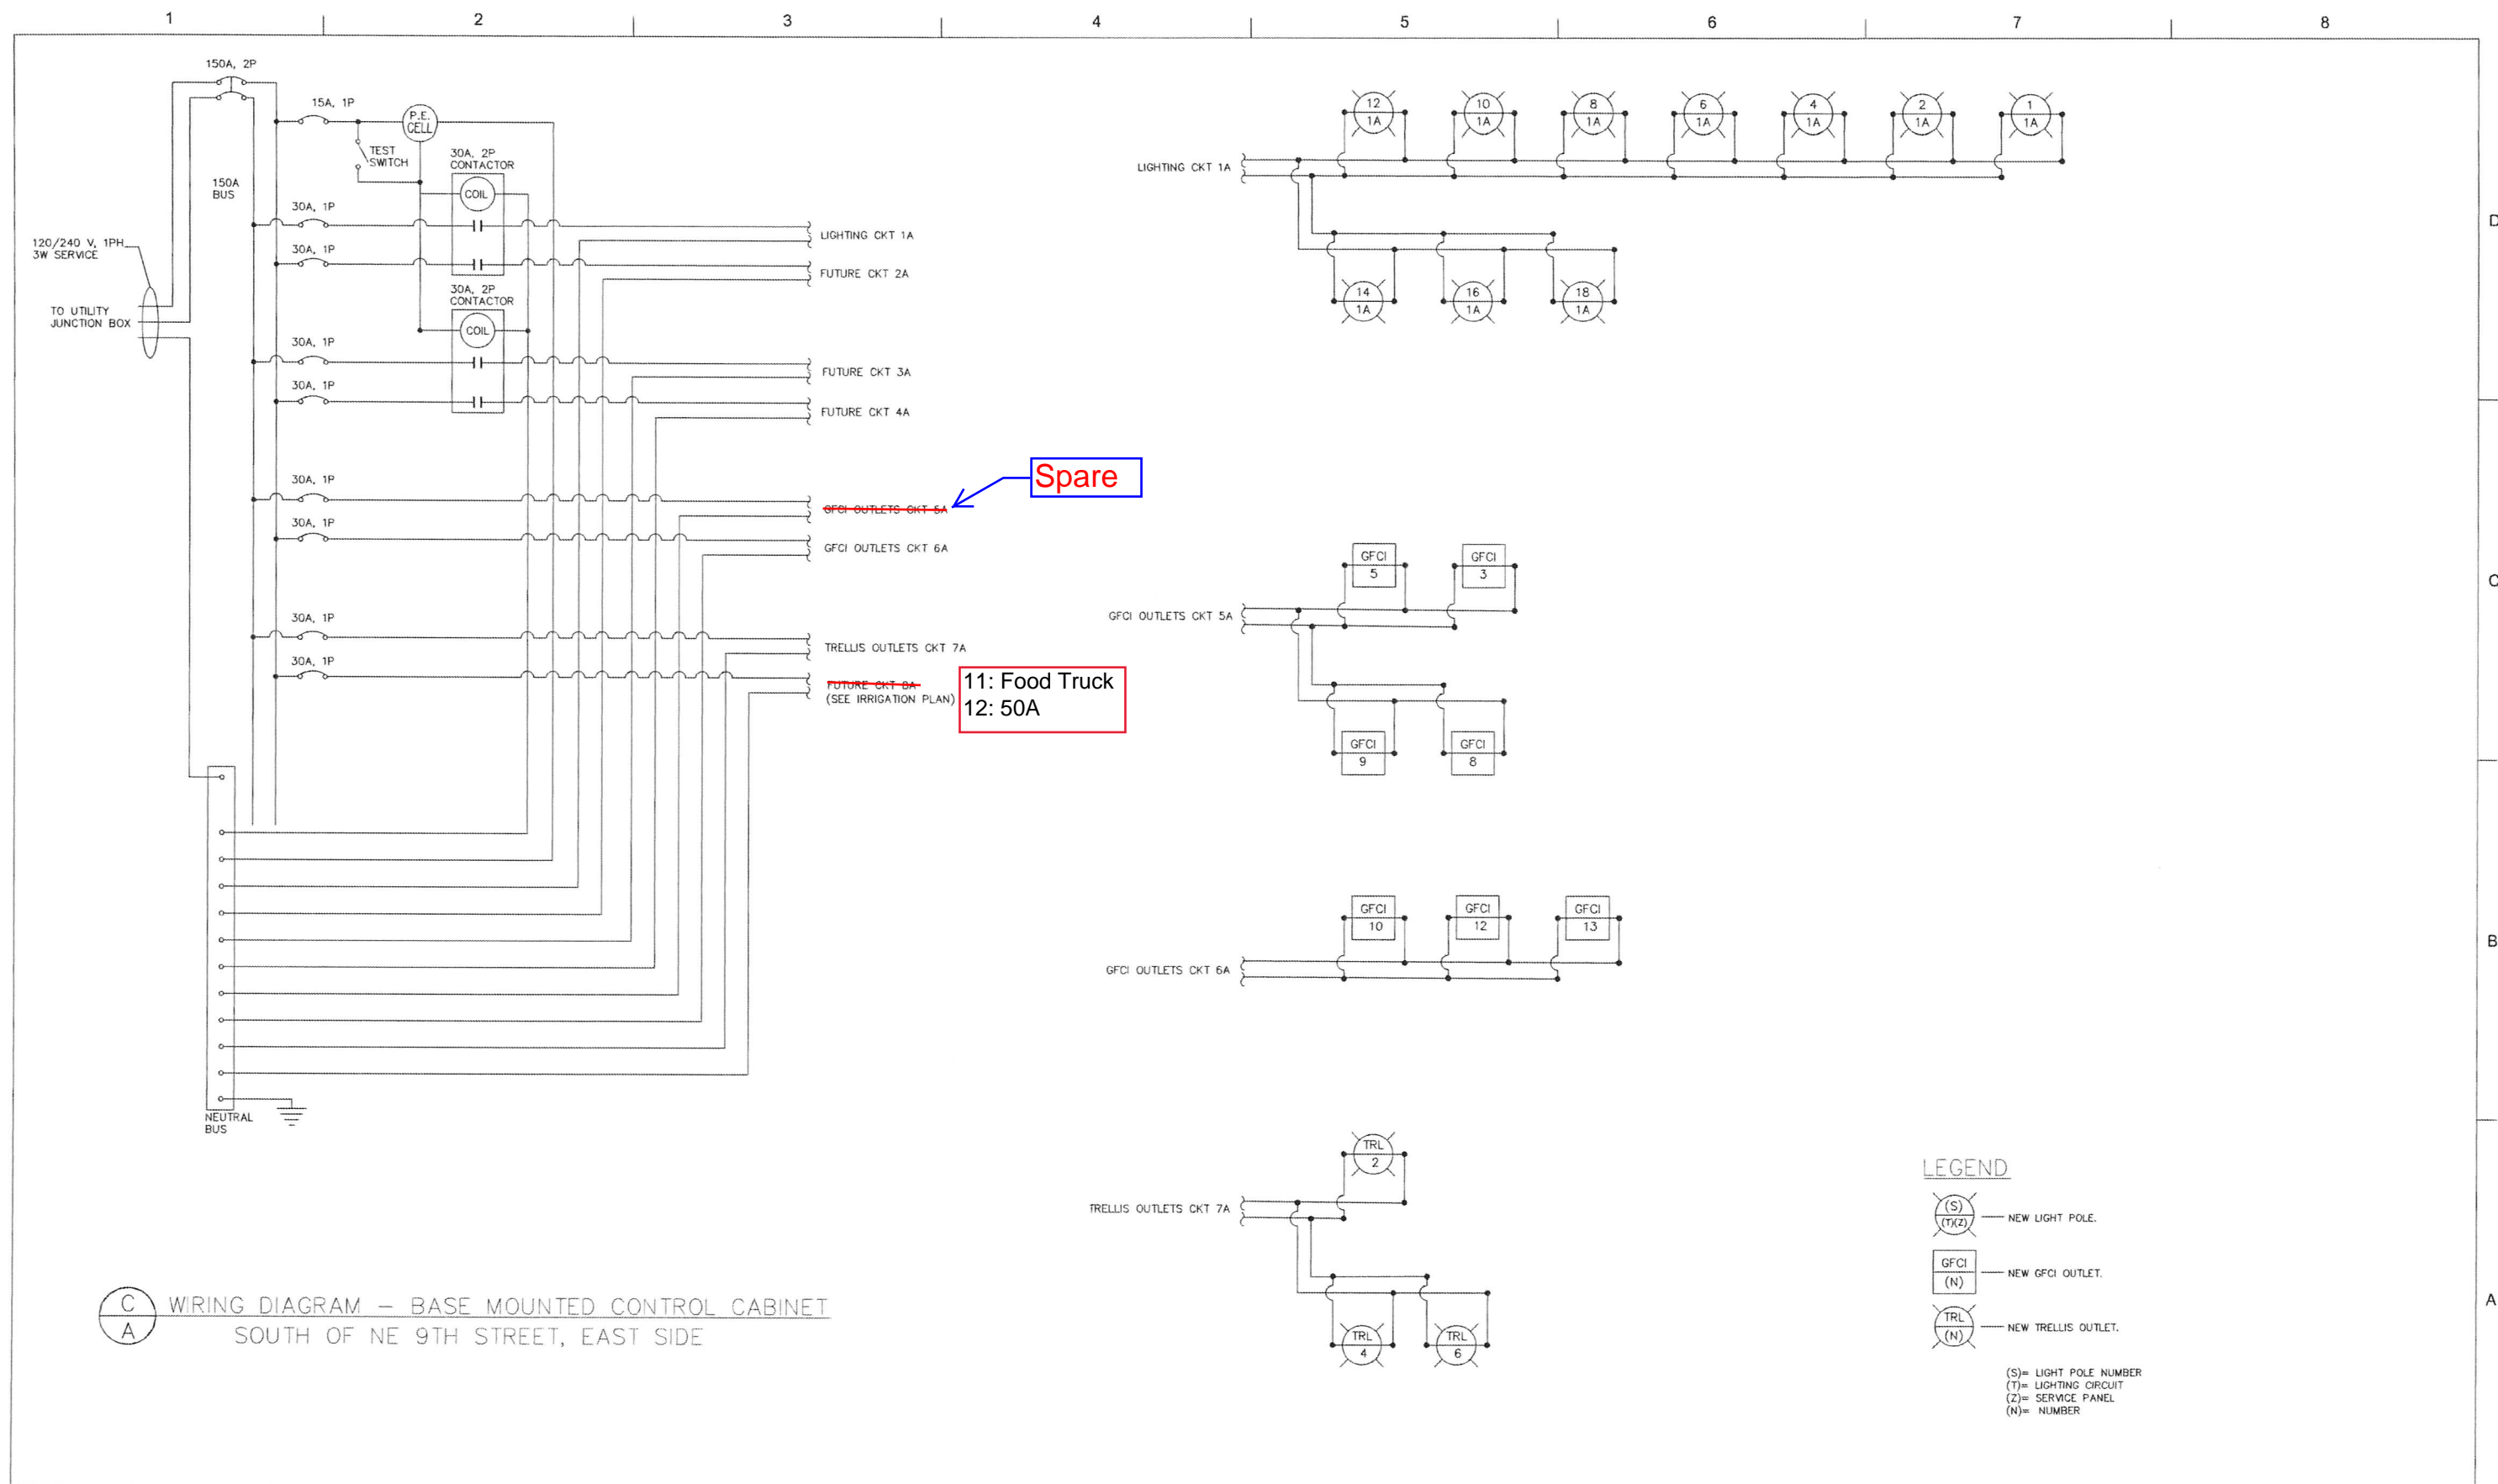 1
2
3
4
5
6
7
8
D
C
B
A
150A, 2P
15A, 1P
P.E.
CELL
TEST
SWITCH
150A
BUS
30A, 2P
CONTACTOR
COIL
30A, 1P
LIGHTING CKT 1A
30A, 1P
FUTURE CKT 2A
120/240 V, 1PH
3W SERVICE
TO UTILITY
JUNCTION BOX
30A, 2P
CONTACTOR
COIL
30A, 1P
FUTURE CKT 3A
30A, 1P
FUTURE CKT 4A
Spare
30A, 1P
GFCI OUTLETS CKT 5A
30A, 1P
GFCI OUTLETS CKT 6A
30A, 1P
TRELLIS OUTLETS CKT 7A
30A, 1P
FUTURE CKT 8A
(SEE IRRIGATION PLAN)
11: Food Truck
12: 50A
NEUTRAL
BUS
LIGHTING CKT 1A
12
1A
10
1A
8
1A
6
1A
4
1A
2
1A
1
1A
14
1A
16
1A
18
1A
GFCI OUTLETS CKT 5A
GFCI
5
GFCI
3
GFCI
9
GFCI
8
GFCI OUTLETS CKT 6A
GFCI
10
GFCI
12
GFCI
13
TRELLIS OUTLETS CKT 7A
TRL
2
TRL
4
TRL
6
C
A
WIRING DIAGRAM – BASE MOUNTED CONTROL CABINET
SOUTH OF NE 9TH STREET, EAST SIDE
LEGEND
(S)
(T)(Z)
NEW LIGHT POLE.
GFCI
(N)
NEW GFCI OUTLET.
TRL
(N)
NEW TRELLIS OUTLET.
(S)= LIGHT POLE NUMBER
(T)= LIGHTING CIRCUIT
(Z)= SERVICE PANEL
(N)= NUMBER